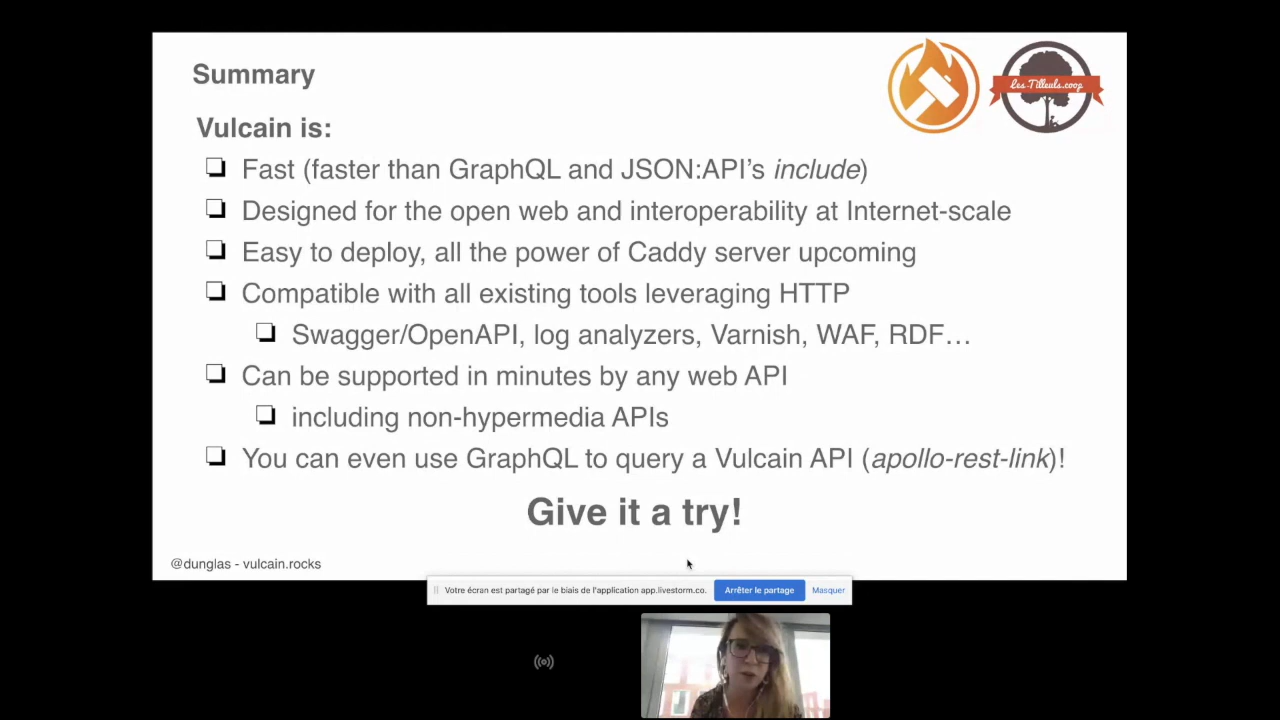 Summary
Les-Tilleuls.coop
Vulcain is:
Fast (faster than GraphQL and JSON:API’s include)
Designed for the open web and interoperability at Internet-scale
Easy to deploy, all the power of Caddy server upcoming
Compatible with all existing tools leveraging HTTP
Swagger/OpenAPI, log analyzers, Varnish, WAF, RDF…
Can be supported in minutes by any web API
including non-hypermedia APIs
You can even use GraphQL to query a Vulcain API (apollo-rest-link)!
Give it a try!
@dunglas - vulcain.rocks
Votre écran est partagé par le biais de l'application app.livestorm.co. Arrêter le partage Masquer